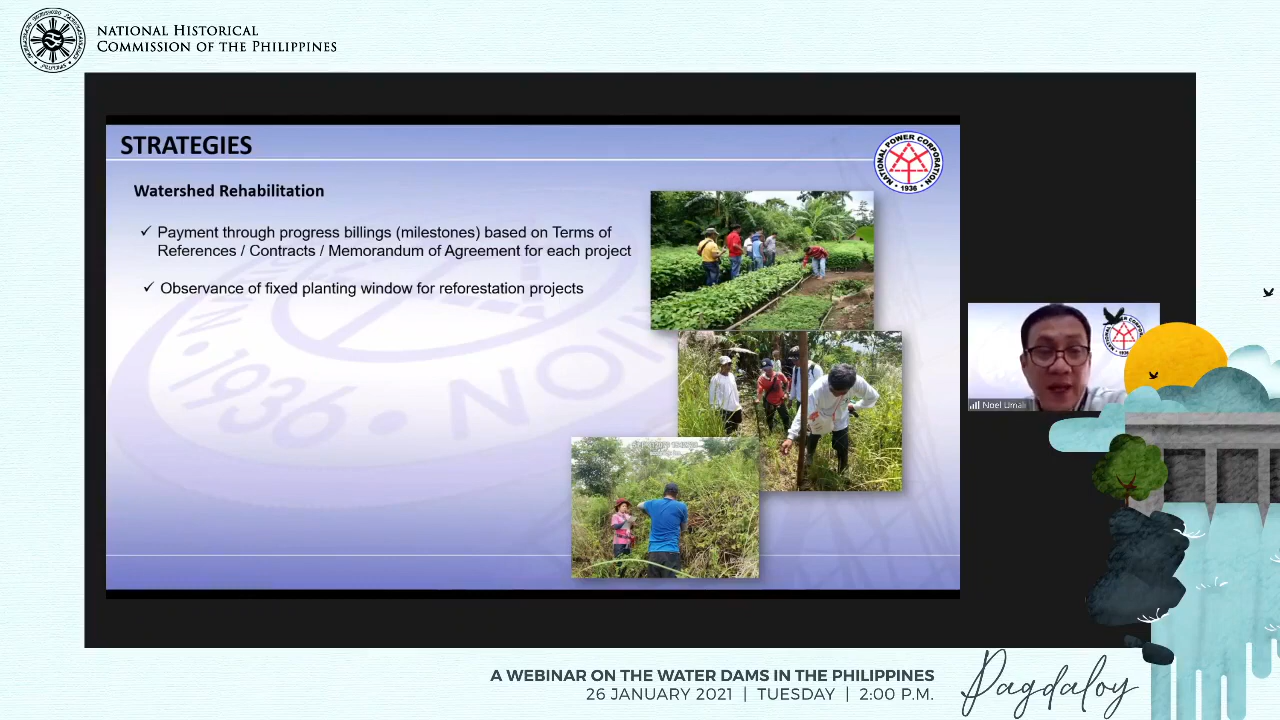 NATIONAL HISTORICAL
COMMISSION OF THE PHILIPPINES
STRATEGIES
NATIONAL POWER CORPORATION
• 1936 •
Watershed Rehabilitation
✓ Payment through progress billings (milestones) based on Terms of
References / Contracts / Memorandum of Agreement for each project
✓ Observance of fixed planting window for reforestation projects
Noel Umali
A WEBINAR ON THE WATER DAMS IN THE PHILIPPINES
26 JANUARY 2021 | TUESDAY | 2:00 P.M.
Pagdaloy